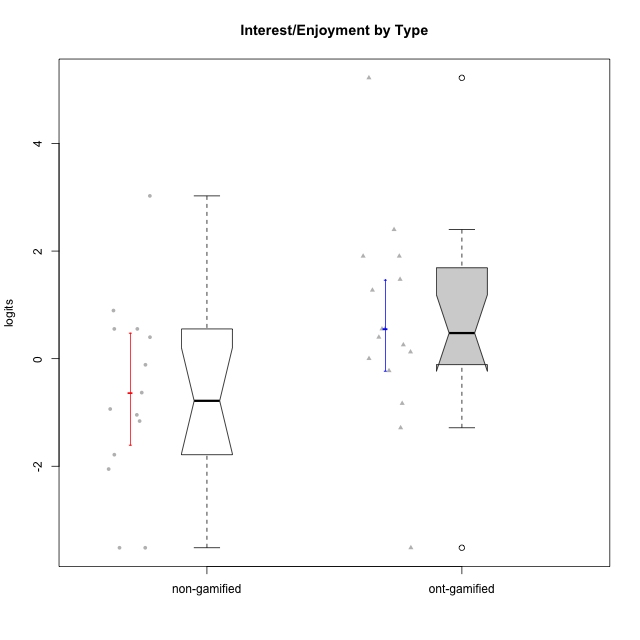 Interest/Enjoyment by Type
logits
4
2
0
-2
non-gamified
ont-gamified